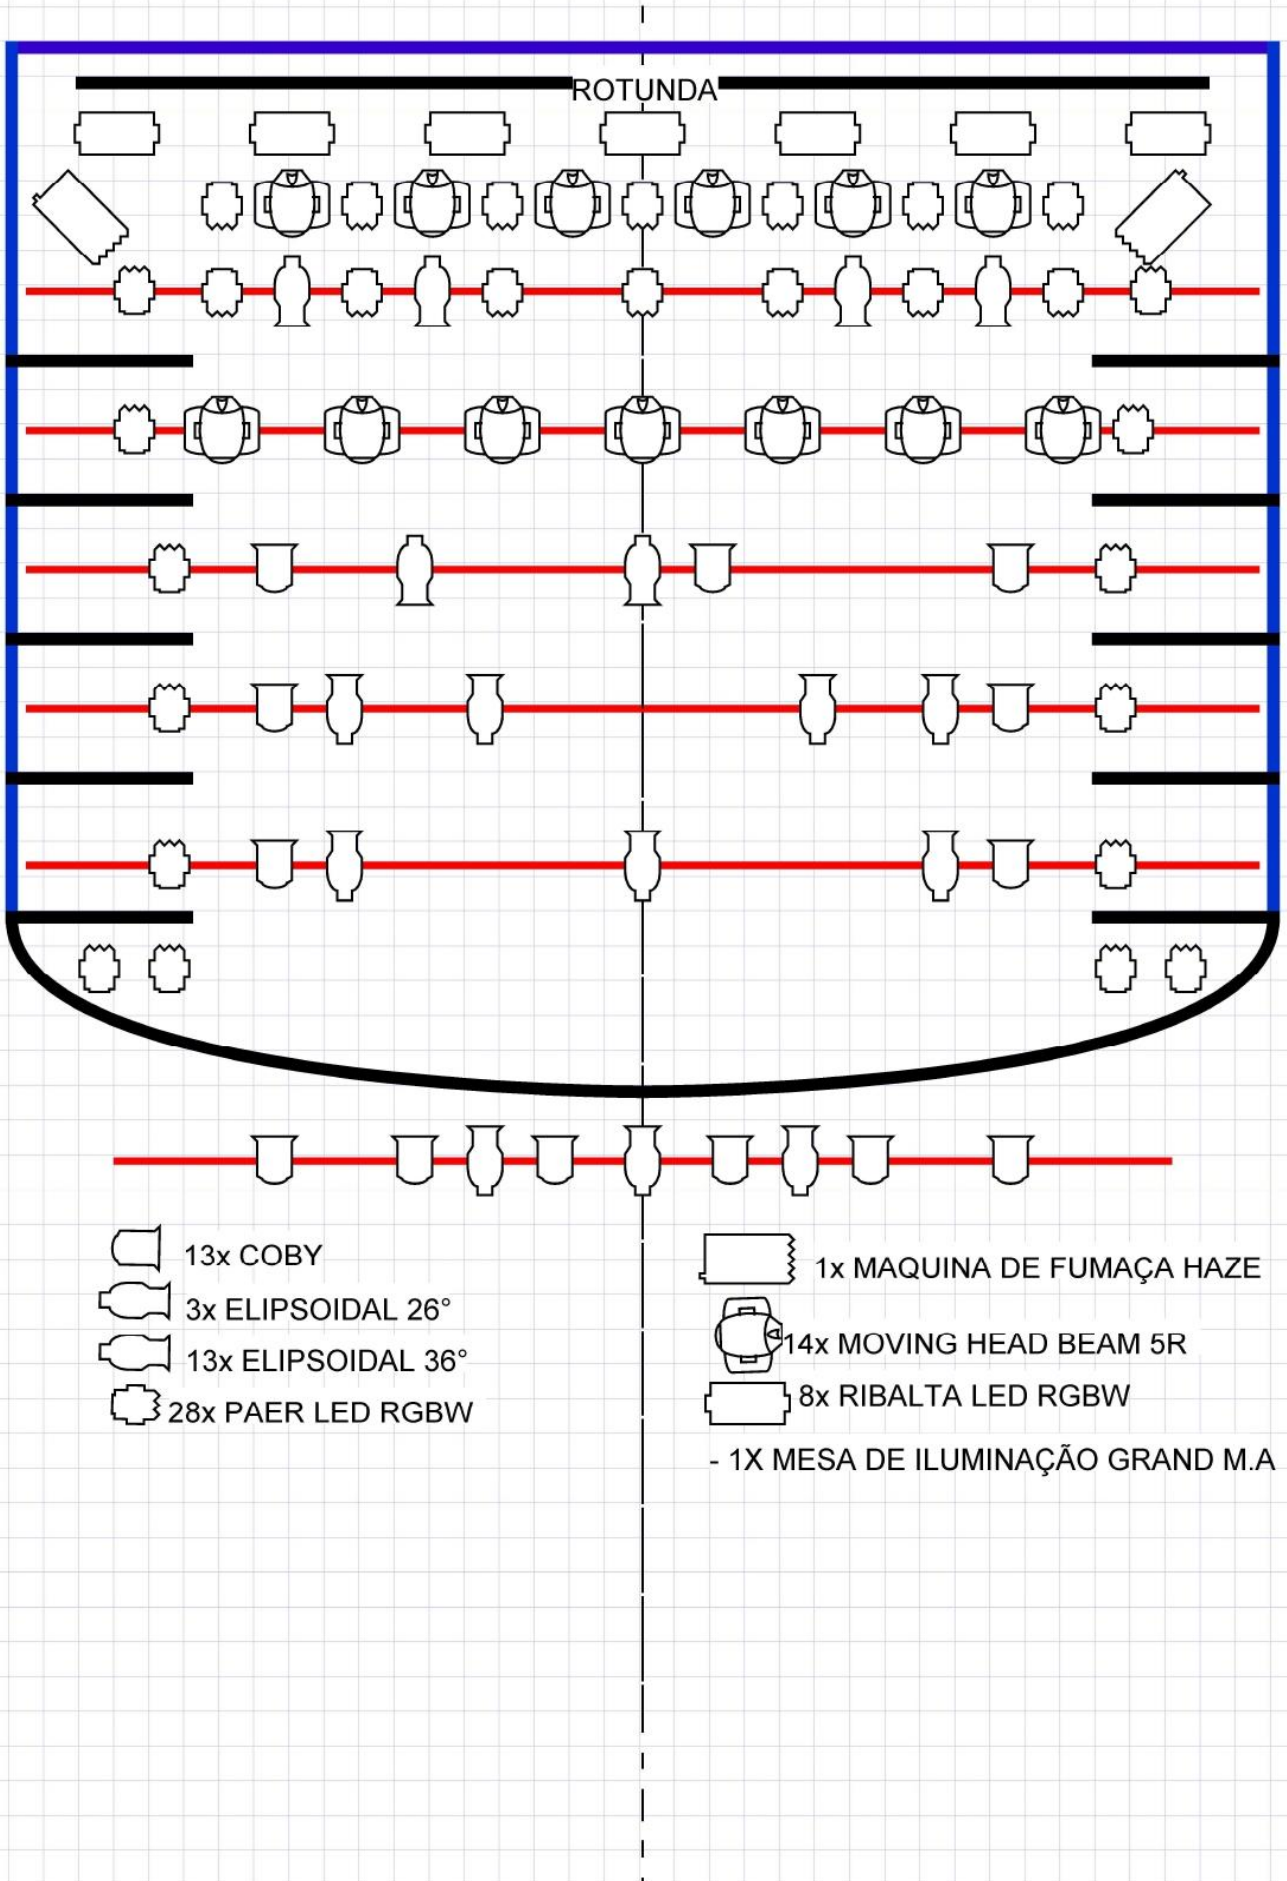 ROTUNDA
13x COBY
3x ELIPSOIDAL 26°
13x ELIPSOIDAL 36°
28x PAER LED RGBW
1x MAQUINA DE FUMAÇA HAZE
14x MOVING HEAD BEAM 5R
8x RIBALTA LED RGBW
- 1X MESA DE ILUMINAÇÃO GRAND M.A